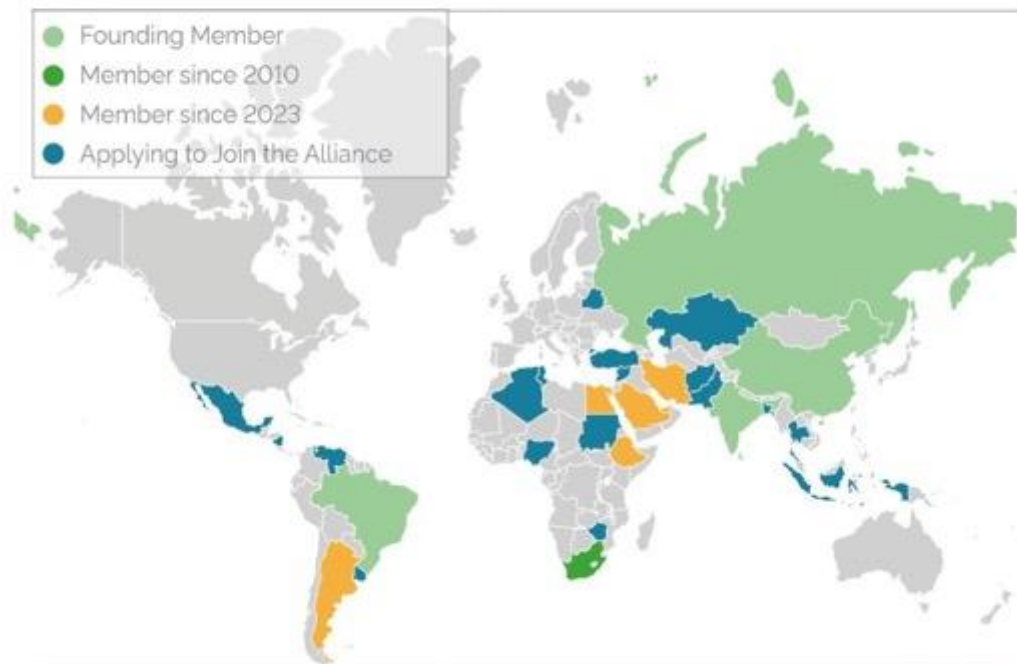 Founding Member
Member since 2010
Member since 2023
Applying to Join the Alliance